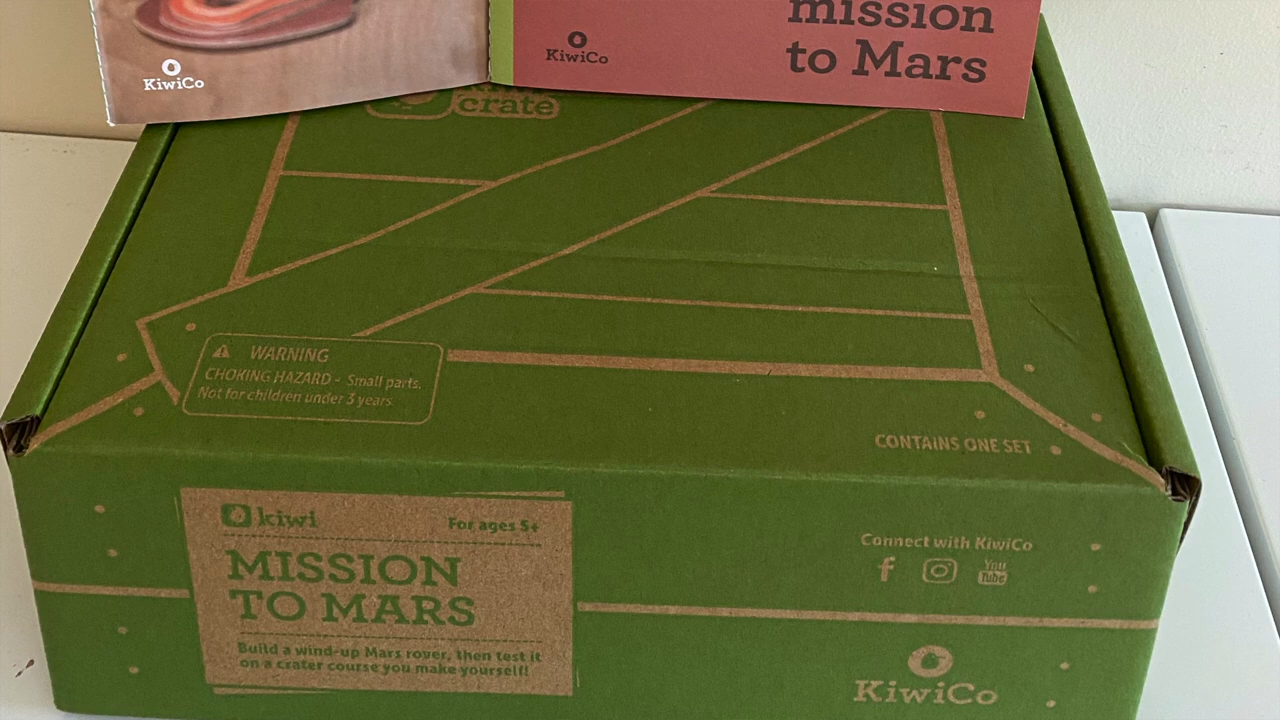 mission
to Mars
KiwiCo
KiwiCo
crate
WARNING
CHOKING HAZARD - Small parts.
Not for children under 3 years.
CONTAINS ONE SET
kiwi
For ages 5+
MISSION
TO MARS
Build a wind-up Mars rover, then test it
on a crater course you make yourself!
Connect with KiwiCo
f
You
Tube
KiwiCo